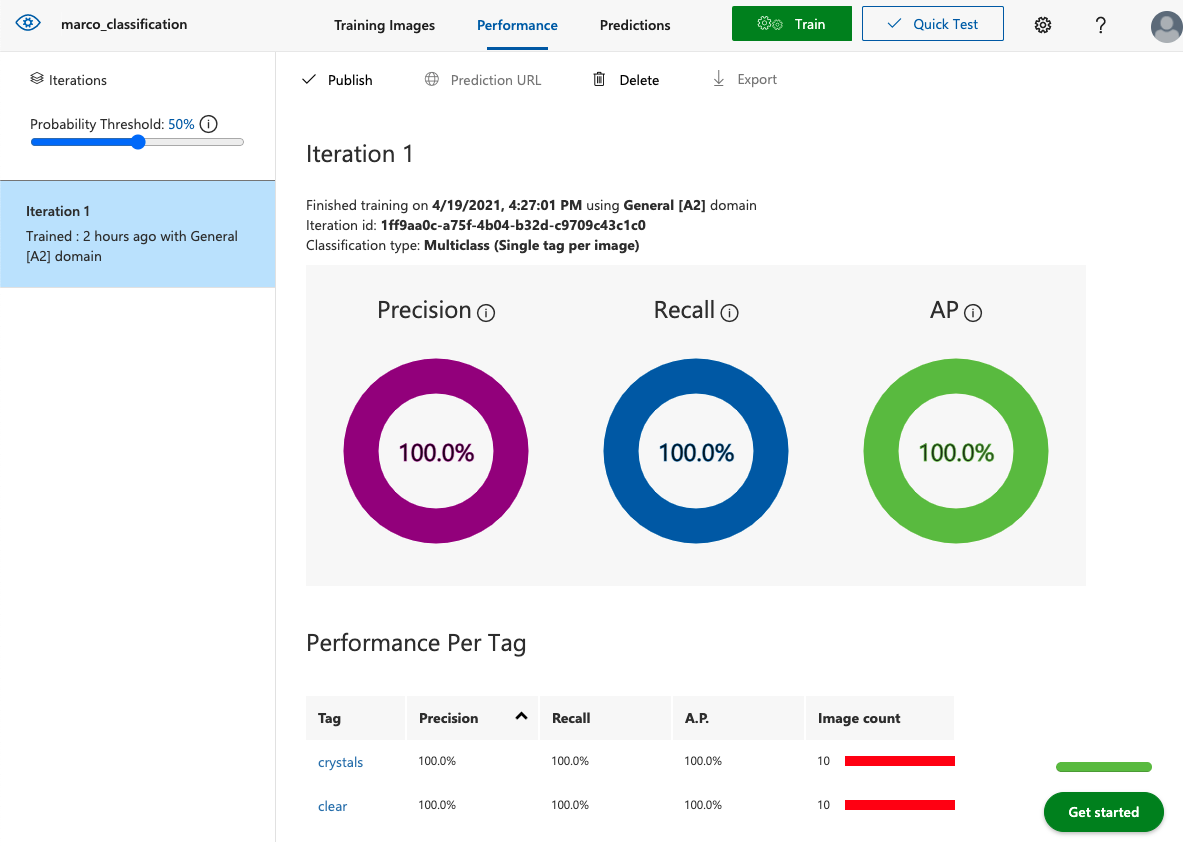 marco_classification
Training Images
Performance
Predictions
Train
Quick Test
?
Iterations
Probability Threshold: 50%
Iteration 1
Trained : 2 hours ago with General
[A2] domain
Publish
Prediction URL
Delete
Export
Iteration 1
Finished training on 4/19/2021, 4:27:01 PM using General [A2] domain
Iteration id: 1ff9aa0c-a75f-4b04-b32d-c9709c43c1c0
Classification type: Multiclass (Single tag per image)
Precision
Recall
AP
100.0%
100.0%
100.0%
Performance Per Tag
Tag Precision Recall A.P. Image count
crystals 100.0% 100.0% 100.0% 10
clear 100.0% 100.0% 100.0% 10
Get started